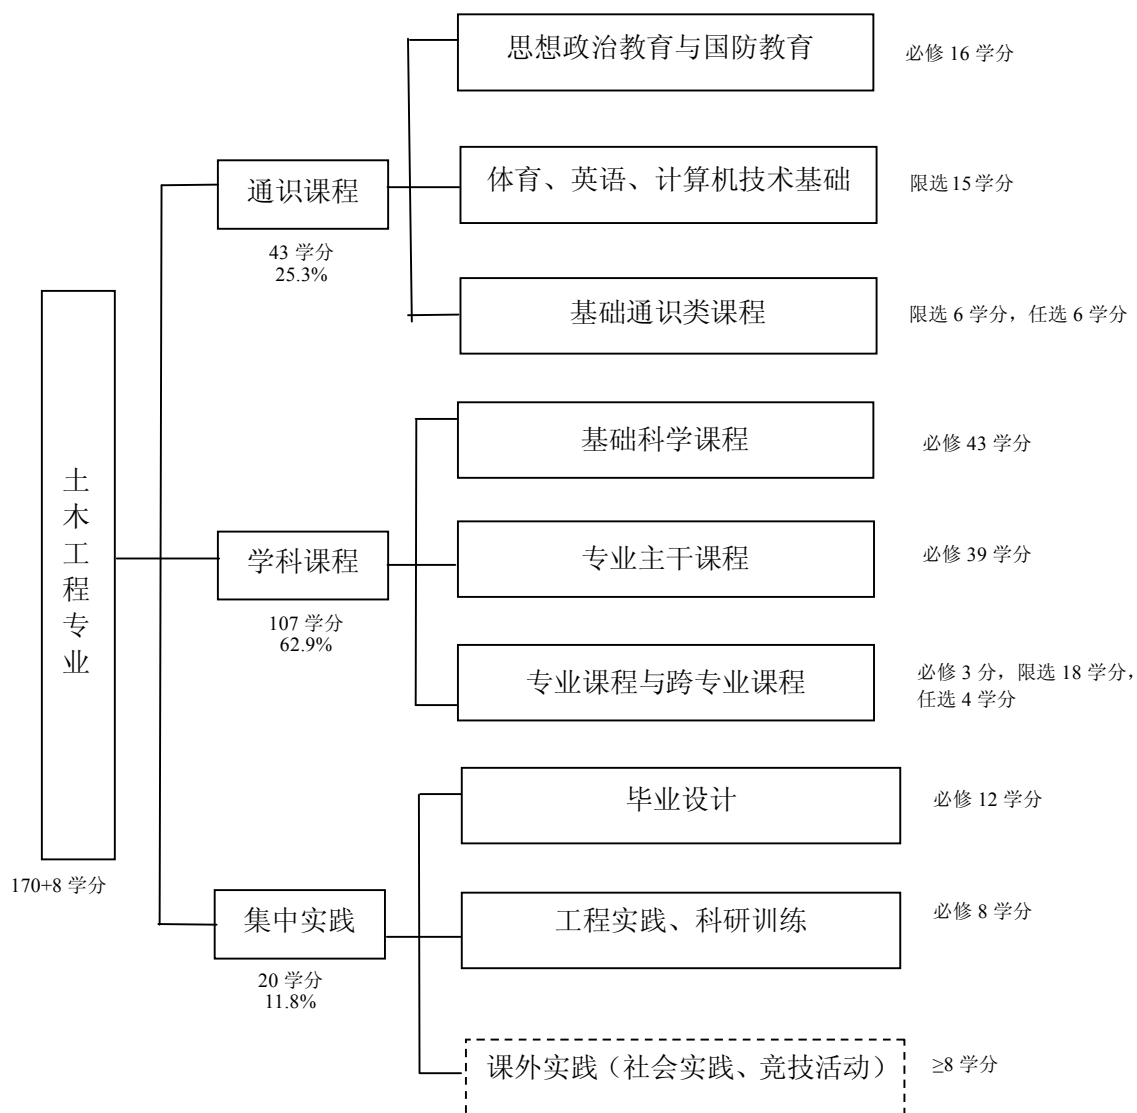 思想政治教育与国防教育
必修 16 学分
通识课程
43 学分
25.3%
体育、英语、计算机技术基础
限选15 学分
基础通识类课程
限选 6 学分，任选 6 学分
土木工程专业
170+8 学分
基础科学课程
必修 43 学分
学科课程
107 学分
62.9%
专业主干课程
必修 39 学分
专业课程与跨专业课程
必修 3 分，限选 18 学分，
任选 4 学分
毕业设计
必修 12 学分
集中实践
20 学分
11.8%
工程实践、科研训练
必修 8 学分
课外实践（社会实践、竞技活动）
≥8 学分